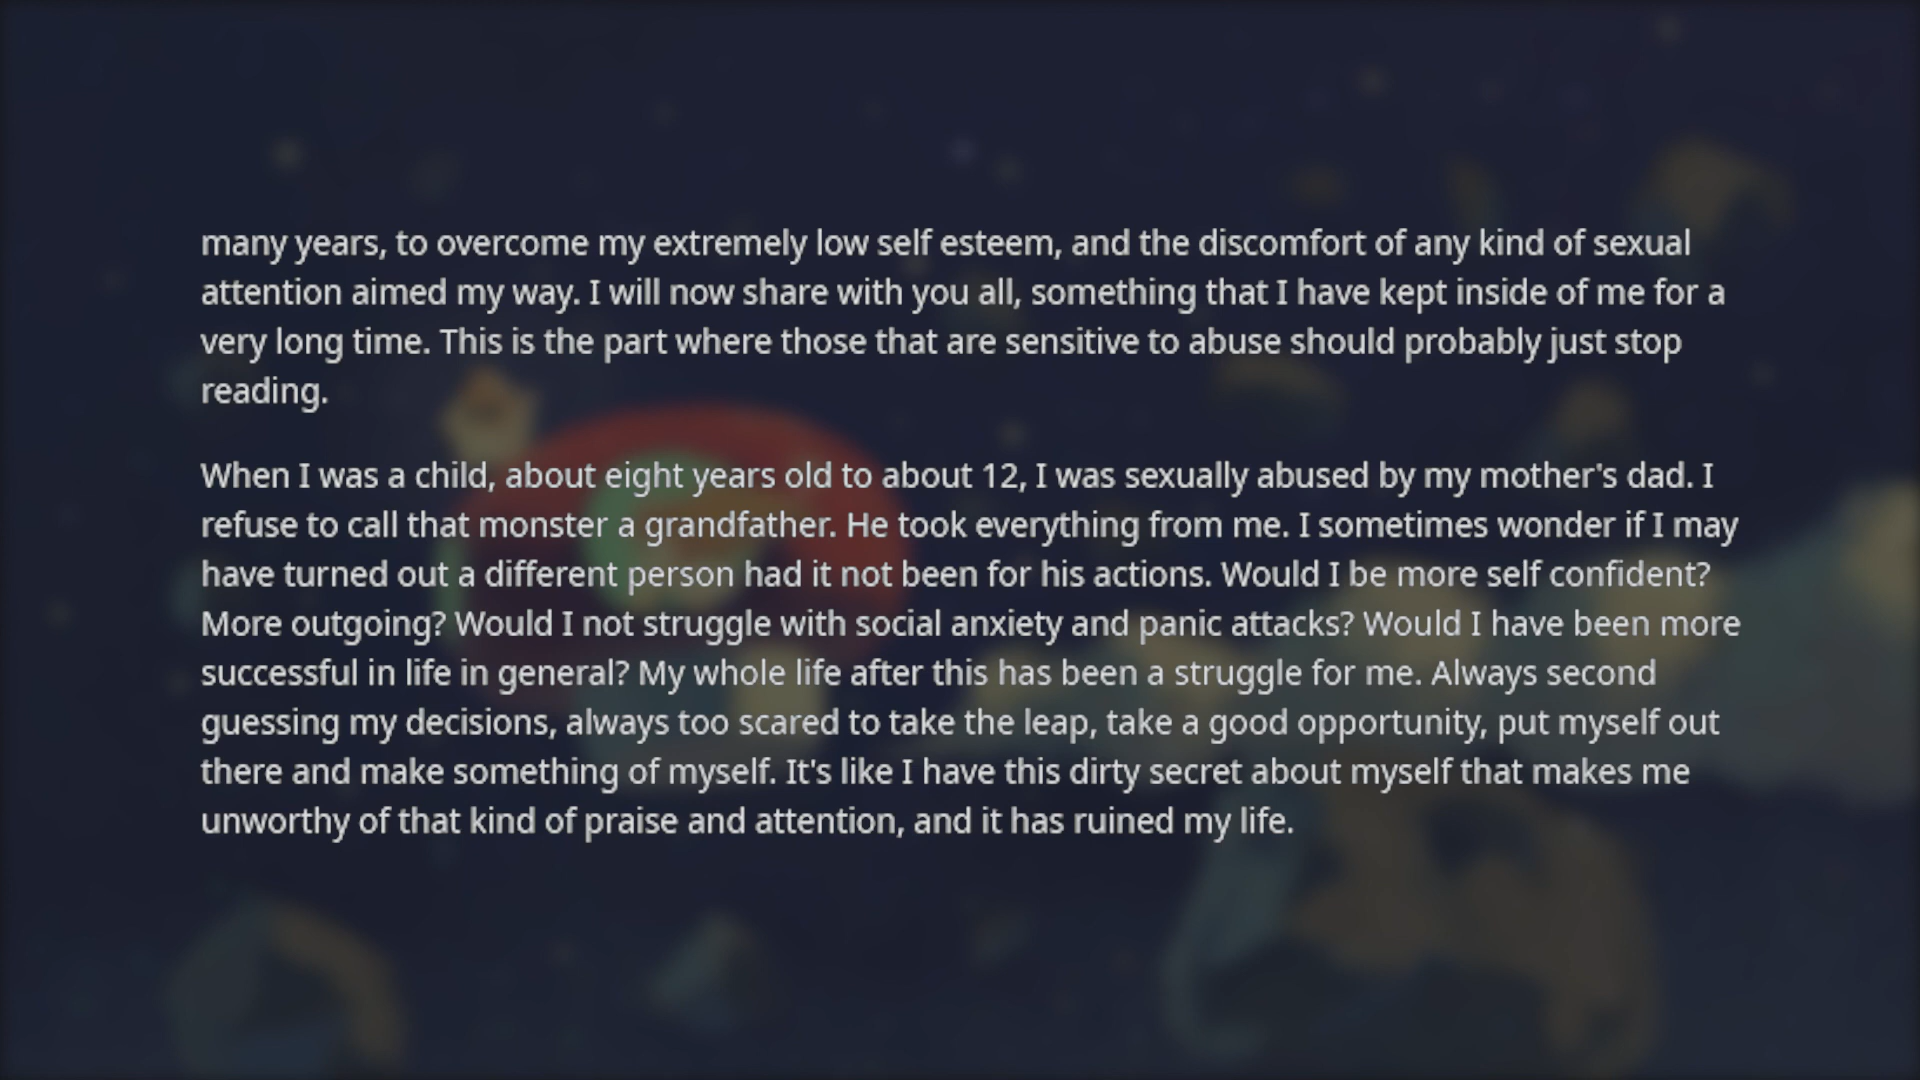 many years, to overcome my extremely low self esteem, and the discomfort of any kind of sexual
attention aimed my way. I will now share with you all, something that I have kept inside of me for a
very long time. This is the part where those that are sensitive to abuse should probably just stop
reading.
When I was a child, about eight years old to about 12, I was sexually abused by my mother's dad. I
refuse to call that monster a grandfather. He took everything from me. I sometimes wonder if I may
have turned out a different person had it not been for his actions. Would I be more self confident?
More outgoing? Would I not struggle with social anxiety and panic attacks? Would I have been more
successful in life in general? My whole life after this has been a struggle for me. Always second
guessing my decisions, always too scared to take the leap, take a good opportunity, put myself out
there and make something of myself. It's like I have this dirty secret about myself that makes me
unworthy of that kind of praise and attention, and it has ruined my life.